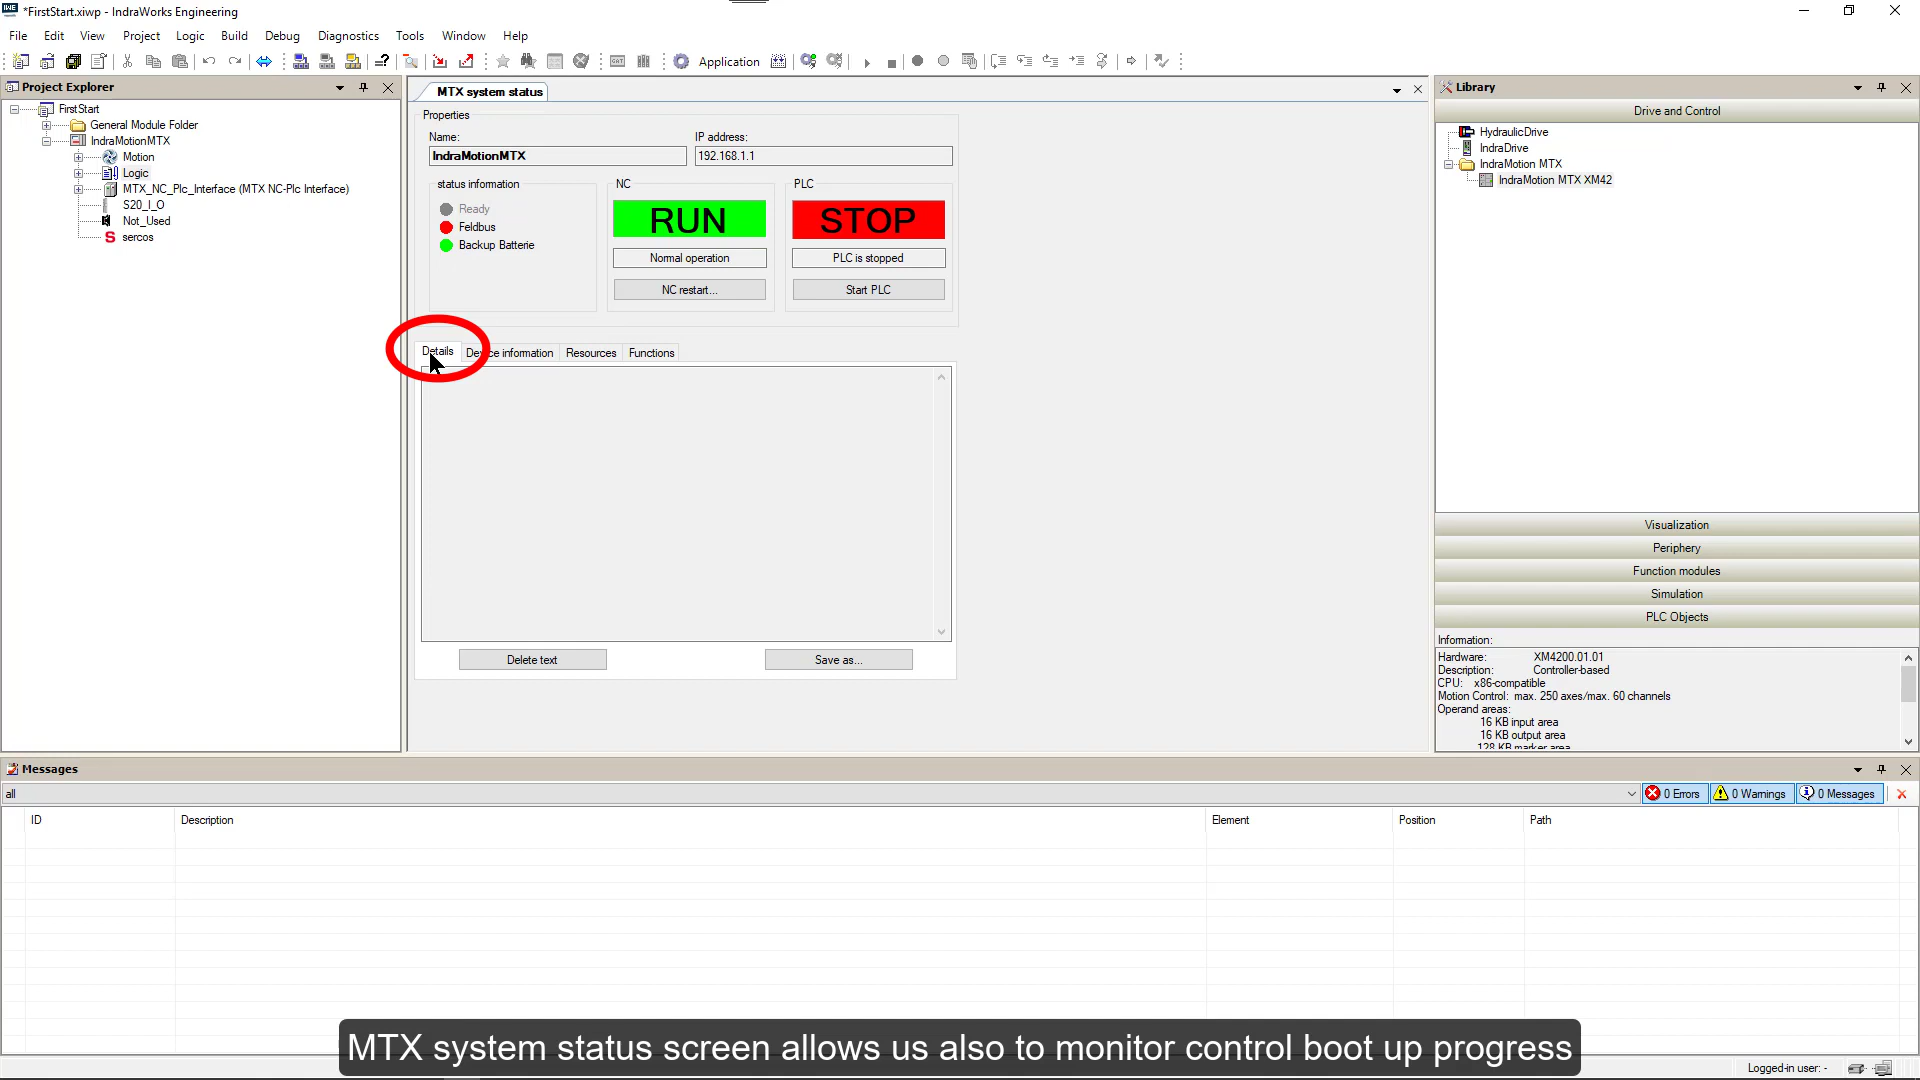 *FirstStart.xiwp - IndraWorks Engineering
File Edit View Project Logic Build Debug Diagnostics Tools Window Help
Application
Project Explorer
FirstStart
General Module Folder
IndraMotionMTX
Motion
Logic
MTX_NC_Plc_Interface (MTX NC-Plc Interface)
S20_I_O
Not_Used
sercos
MTX system status
Properties
Name:
IP address:
IndraMotionMTX
192.168.1.1
status information
Ready
Feldbus
Backup Batterie
NC
RUN
Normal operation
NC restart...
PLC
STOP
PLC is stopped
Start PLC
Details Device information Resources Functions
Delete text
Save as...
Library
Drive and Control
HydraulicDrive
IndraDrive
IndraMotion MTX
IndraMotion MTX XM42
Visualization
Periphery
Function modules
Simulation
PLC Objects
Information:
Hardware: XM4200.01.01
Description: Controller-based
CPU: x86-compatible
Motion Control: max. 250 axes/max. 60 channels
Operand areas:
16 KB input area
16 KB output area
128 KB marker area
Messages
all
0 Errors 0 Warnings 0 Messages
ID Description Element Position Path
MTX system status screen allows us also to monitor control boot up progress
Logged-in user: -